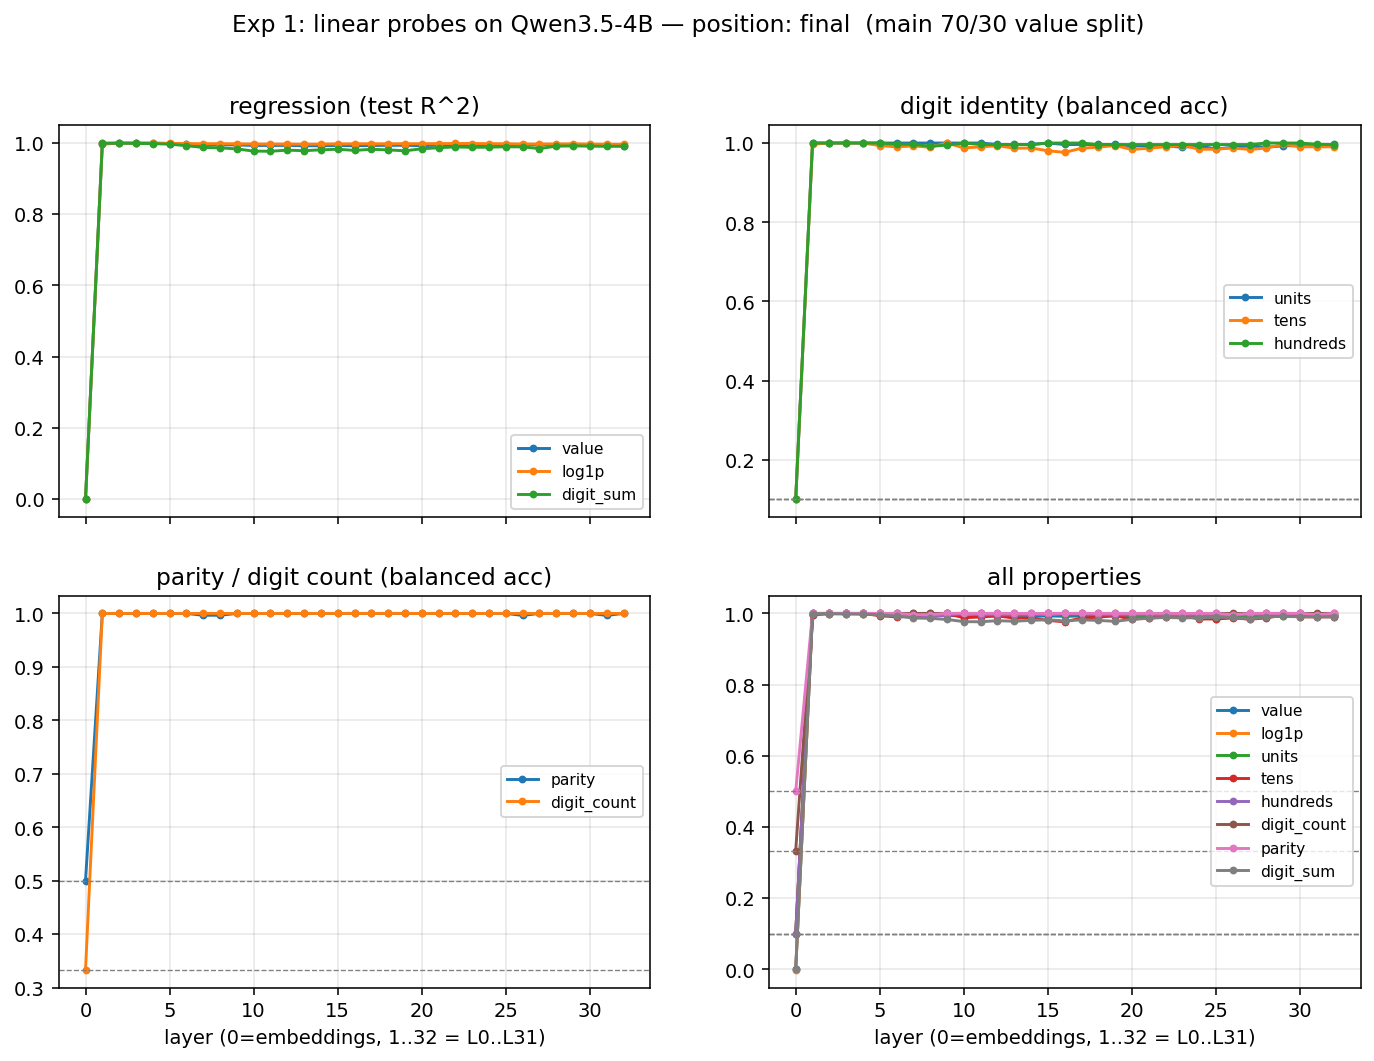 Exp 1: linear probes on Qwen3.5-4B — position: final  (main 70/30 value split)
regression (test R^2)
1.0
0.8
0.6
0.4
0.2
0.0
value
log1p
digit_sum
digit identity (balanced acc)
1.0
0.8
0.6
0.4
0.2
units
tens
hundreds
parity / digit count (balanced acc)
1.0
0.9
0.8
0.7
0.6
0.5
0.4
0.3
parity
digit_count
0 5 10 15 20 25 30
layer (0=embeddings, 1..32 = L0..L31)
all properties
1.0
0.8
0.6
0.4
0.2
0.0
value
log1p
units
tens
hundreds
digit_count
parity
digit_sum
0 5 10 15 20 25 30
layer (0=embeddings, 1..32 = L0..L31)